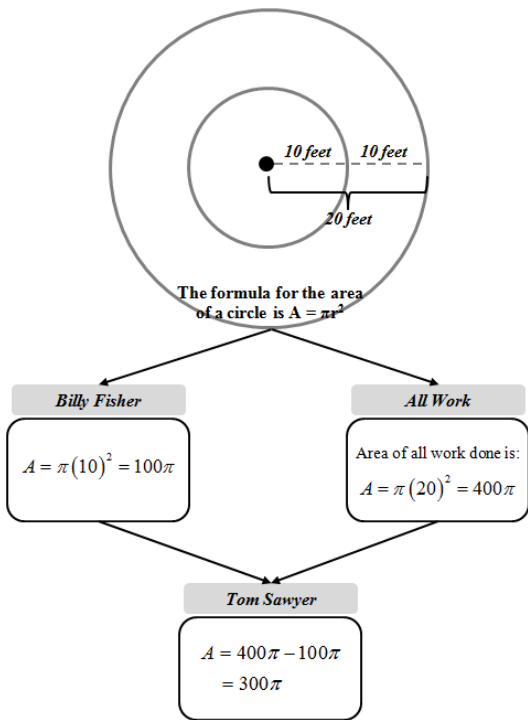 10 feet 10 feet
20 feet
The formula for the area
of a circle is A = πr²
Billy Fisher
A = π(10)² = 100π
All Work
Area of all work done is:
A = π(20)² = 400π
Tom Sawyer
A = 400π − 100π
= 300π